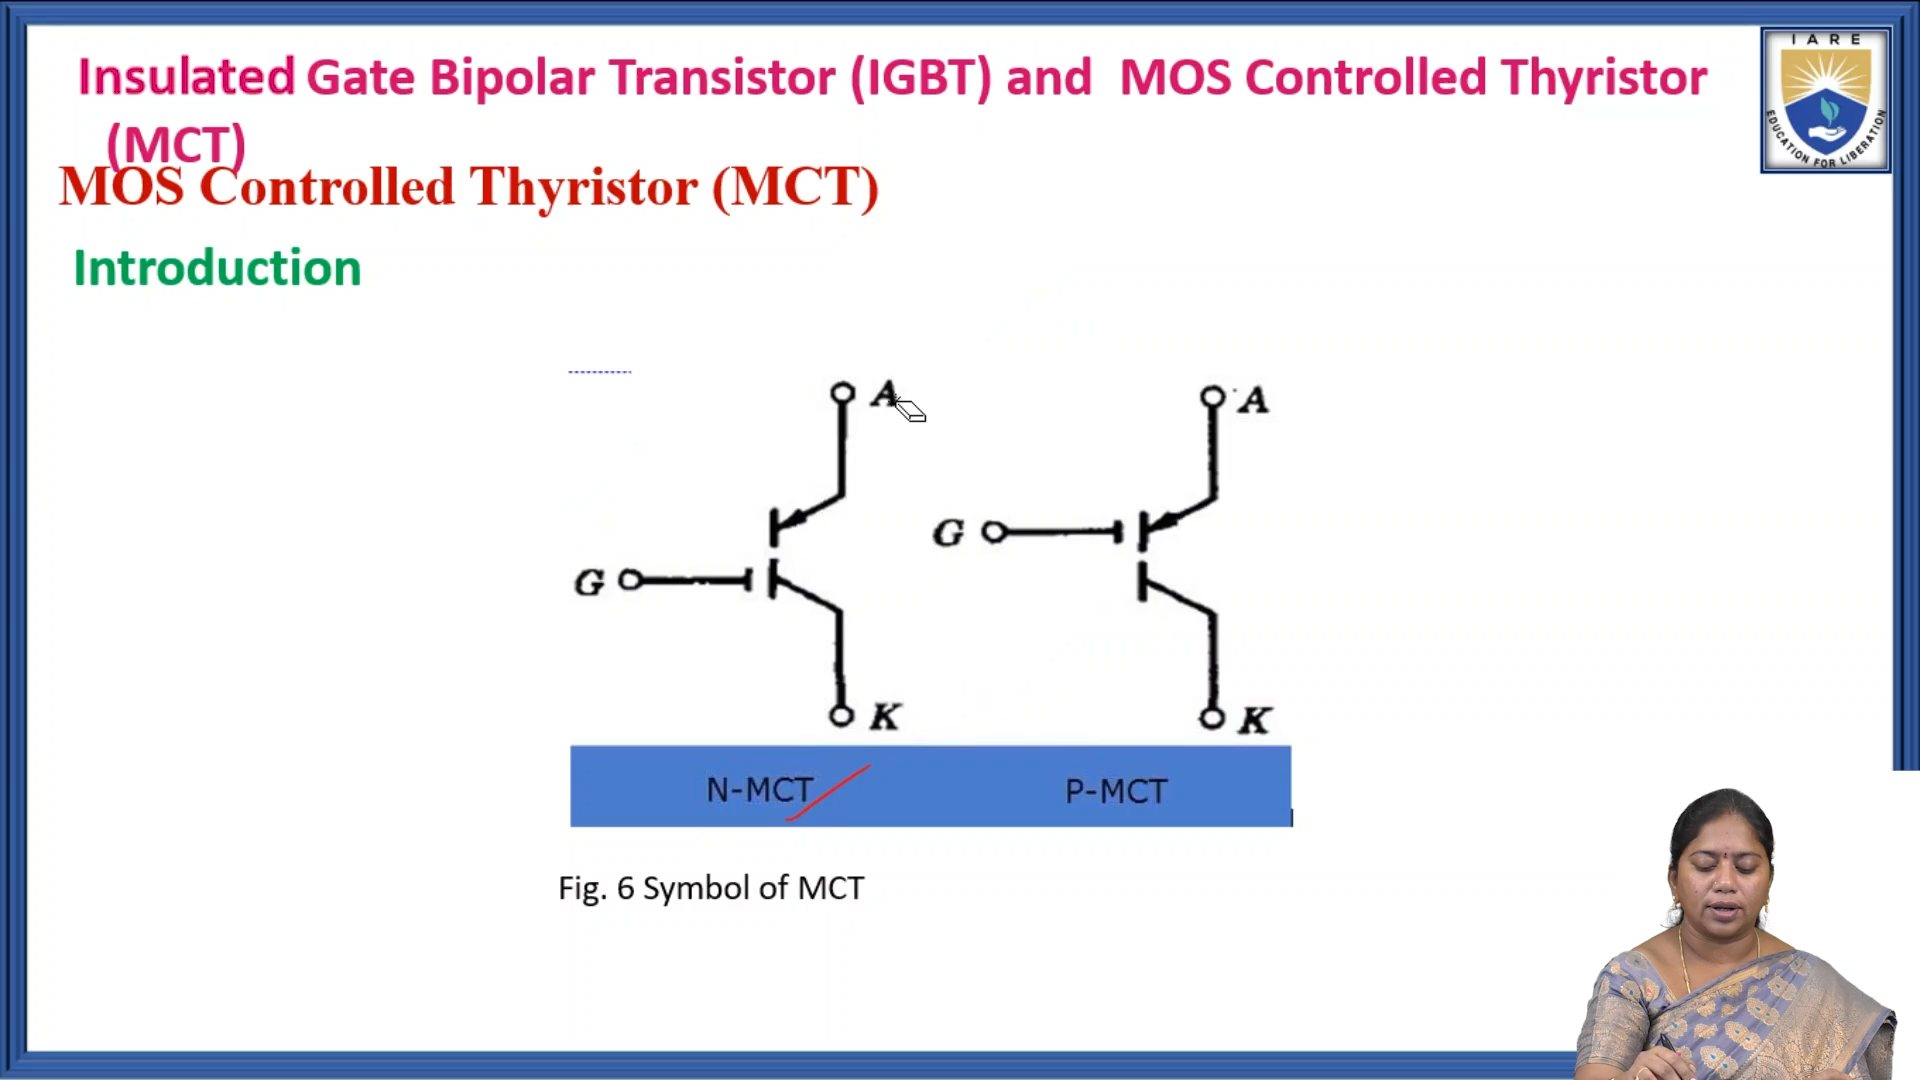 Insulated Gate Bipolar Transistor (IGBT) and MOS Controlled Thyristor
(MCT)
IARE
EDUCATION FOR LIBERATION
MOS Controlled Thyristor (MCT)
Introduction
A
A
G
G
K
K
N-MCT
P-MCT
Fig. 6 Symbol of MCT